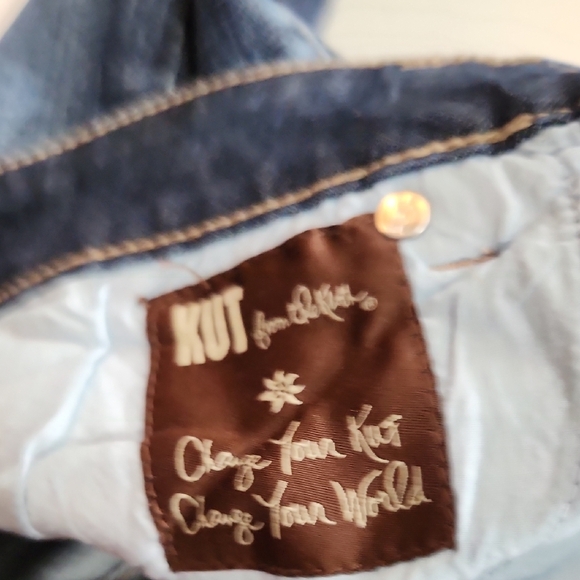 KUT from the Kloth ®
Change Your Kut
Change Your World